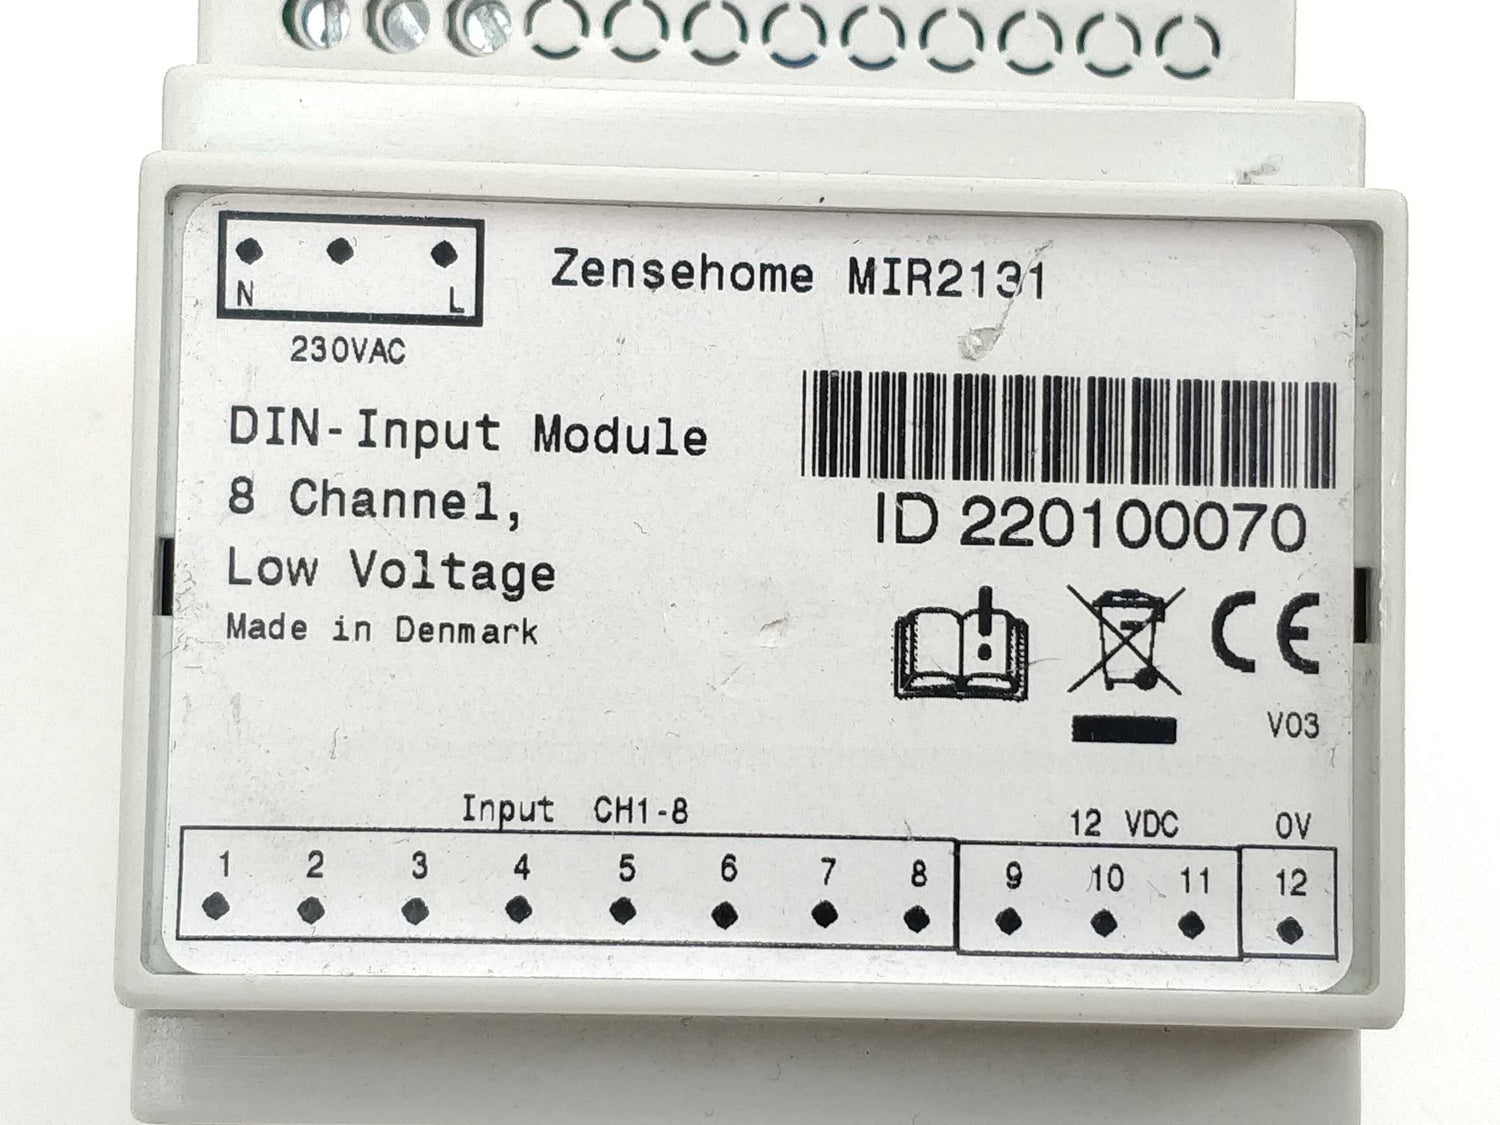 Zensehome MIR2131
N L
230VAC
DIN-Input Module
8 Channel,
Low Voltage
Made in Denmark
ID 220100070
CE
V03
Input CH1-8
12 VDC
0V
1 2 3 4 5 6 7 8 9 10 11 12